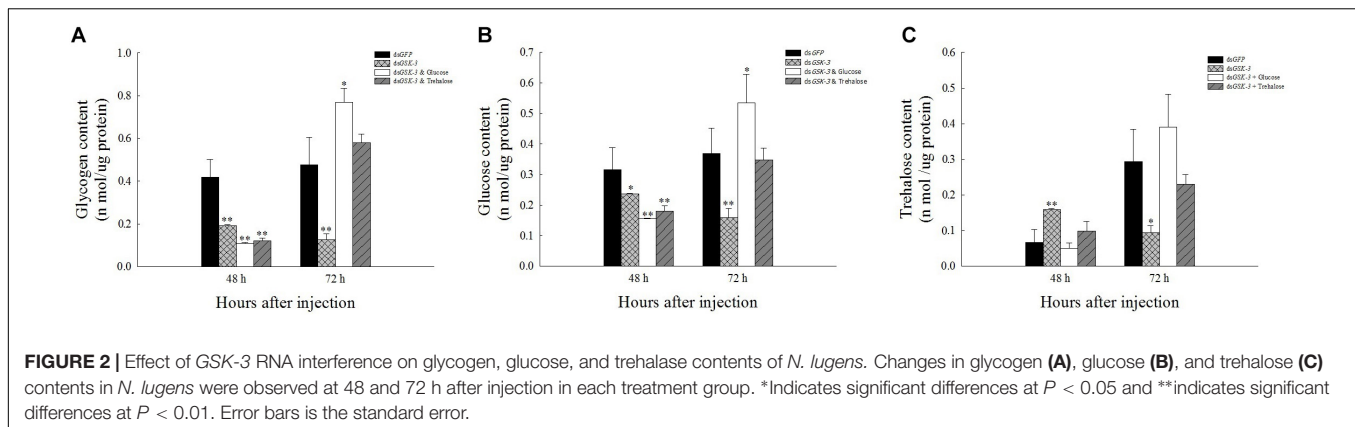 A
Glycogen content
(n mol/ug protein)
1.0
0.8
0.6
0.4
0.2
0.0
dsGFP
dsGSK-3
dsGSK-3 & Glucose
dsGSK-3 & Trehalose
**
**
**
**
*
48 h
72 h
Hours after injection
B
Glucose content
(n mol/ug protein)
0.7
0.6
0.5
0.4
0.3
0.2
0.1
0.0
dsGFP
dsGSK-3
dsGSK-3 & Glucose
dsGSK-3 & Trehalose
*
**
**
**
*
48 h
72 h
Hours after injection
C
Trehalose content
(n mol /ug protein)
0.6
0.5
0.4
0.3
0.2
0.1
0.0
dsGFP
dsGSK-3
dsGSK-3 + Glucose
dsGSK-3 + Trehalose
**
*
48 h
72 h
Hours after injection
FIGURE 2 | Effect of GSK-3 RNA interference on glycogen, glucose, and trehalase contents of N. lugens. Changes in glycogen (A), glucose (B), and trehalose (C)
contents in N. lugens were observed at 48 and 72 h after injection in each treatment group. *Indicates significant differences at P < 0.05 and **indicates significant
differences at P < 0.01. Error bars is the standard error.